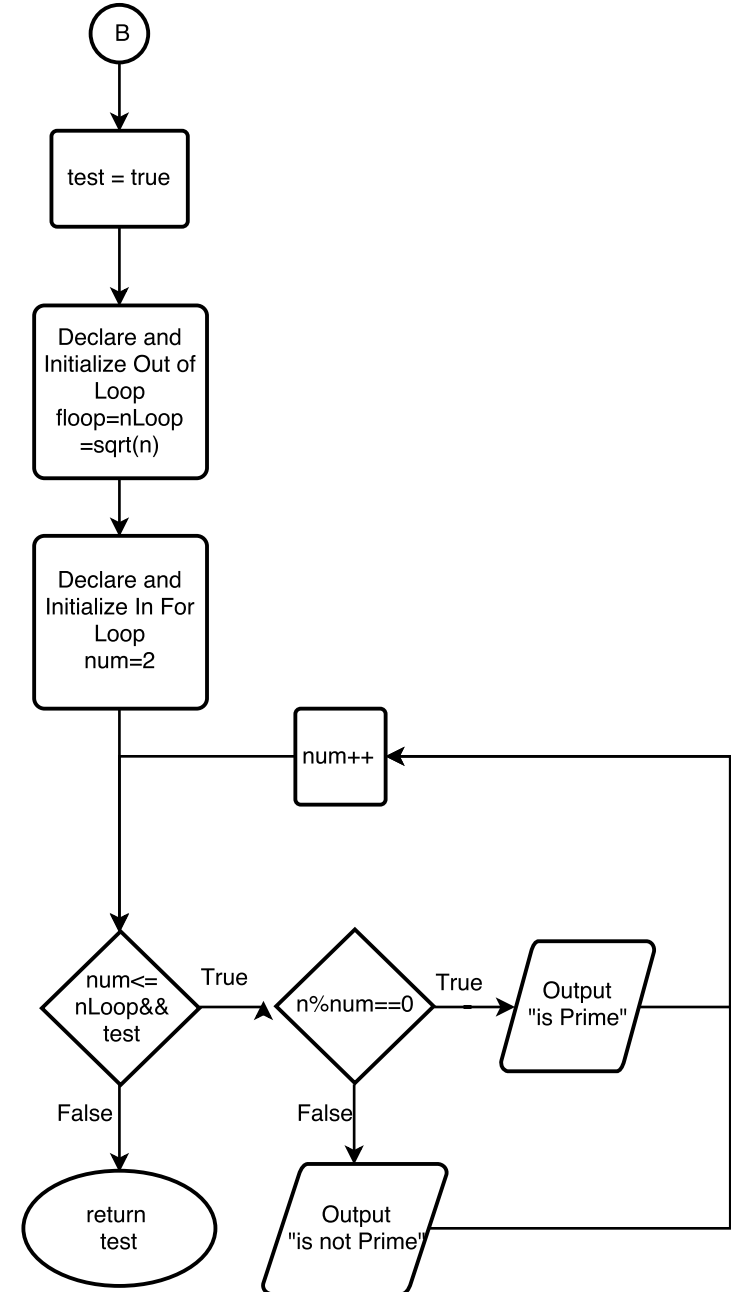 B
test = true
Declare and
Initialize Out of
Loop
floop=nLoop
=sqrt(n)
Declare and
Initialize In For
Loop
num=2
num++
num<=
nLoop&&
test
True
n%num==0
True
Output
"is Prime"
False
False
return
test
Output
"is not Prime"